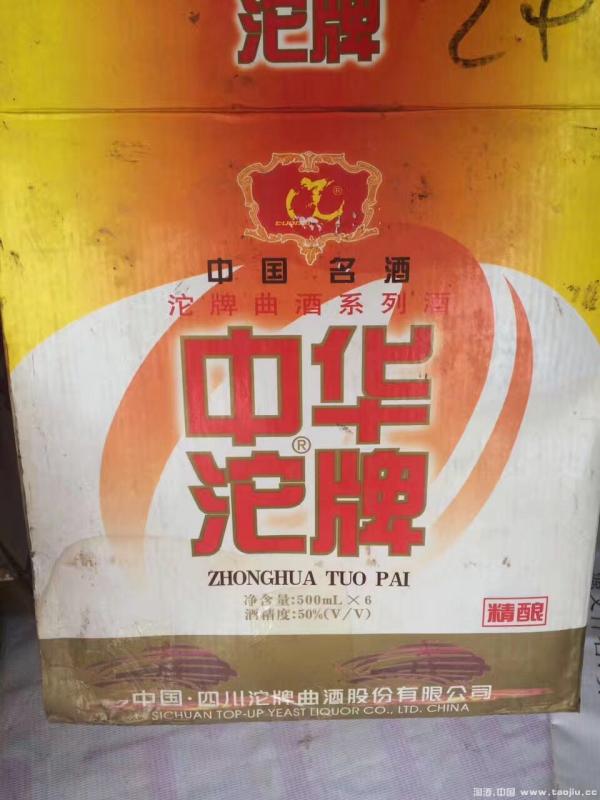 沱牌
24
®
中国名酒
沱牌曲酒系列酒
中华
®
沱牌
ZHONGHUA TUO PAI
净含量:500mL×6
酒精度:50%(V/V)
精酿
中国·四川沱牌曲酒股份有限公司
SICHUAN TOP-UP YEAST LIQUOR CO., LTD. CHINA
淘酒.中国 www.taojiu.cc